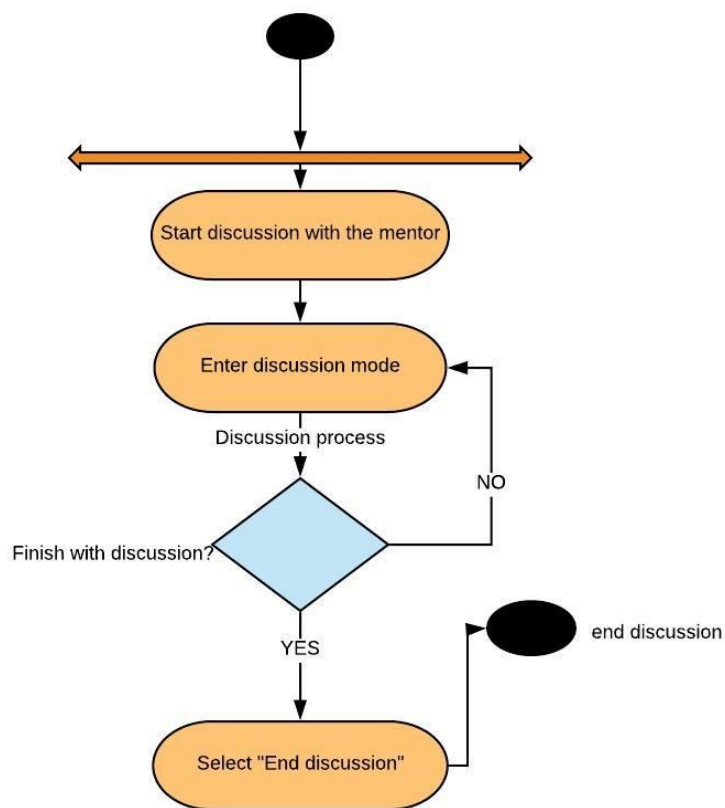 Start discussion with the mentor
Enter discussion mode
Discussion process
NO
Finish with discussion?
YES
end discussion
Select "End discussion"